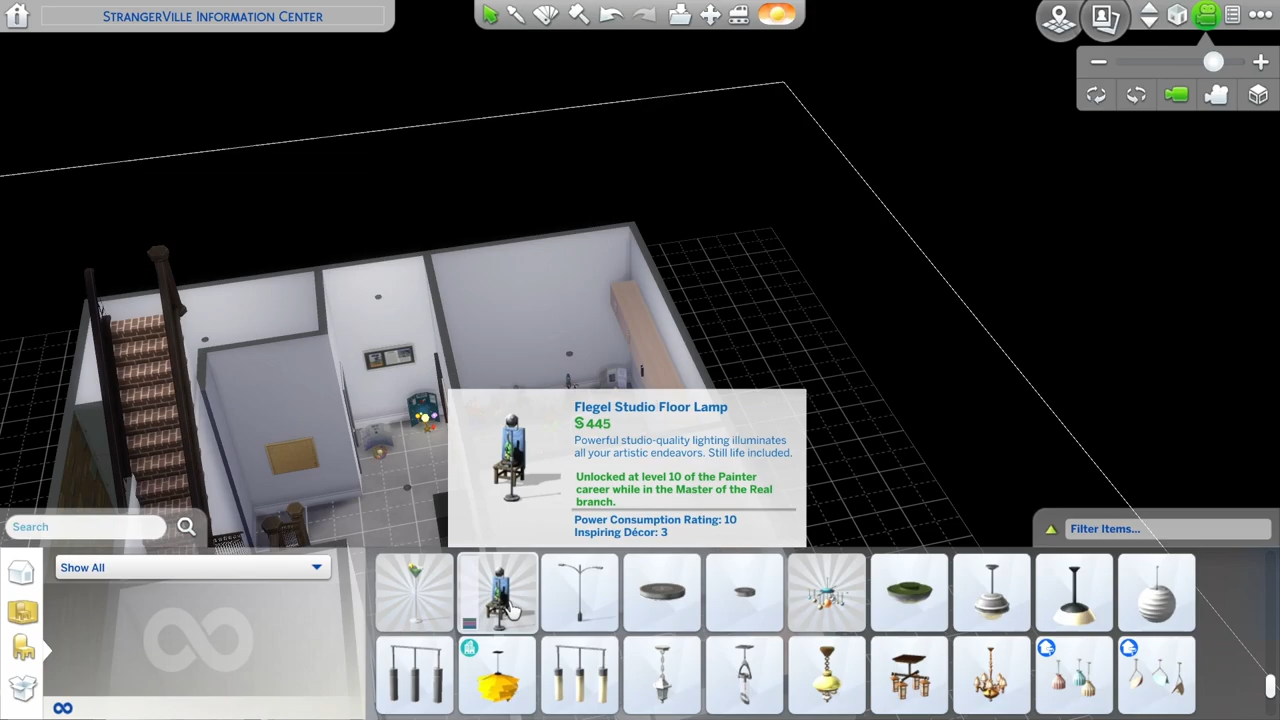 StrangerVille Information Center
Flegel Studio Floor Lamp
§445
Powerful studio-quality lighting illuminates
all your artistic endeavors. Still life included.
Unlocked at level 10 of the Painter
career while in the Master of the Real
branch.
Power Consumption Rating: 10
Inspiring Décor: 3
Search
Filter Items...
Show All